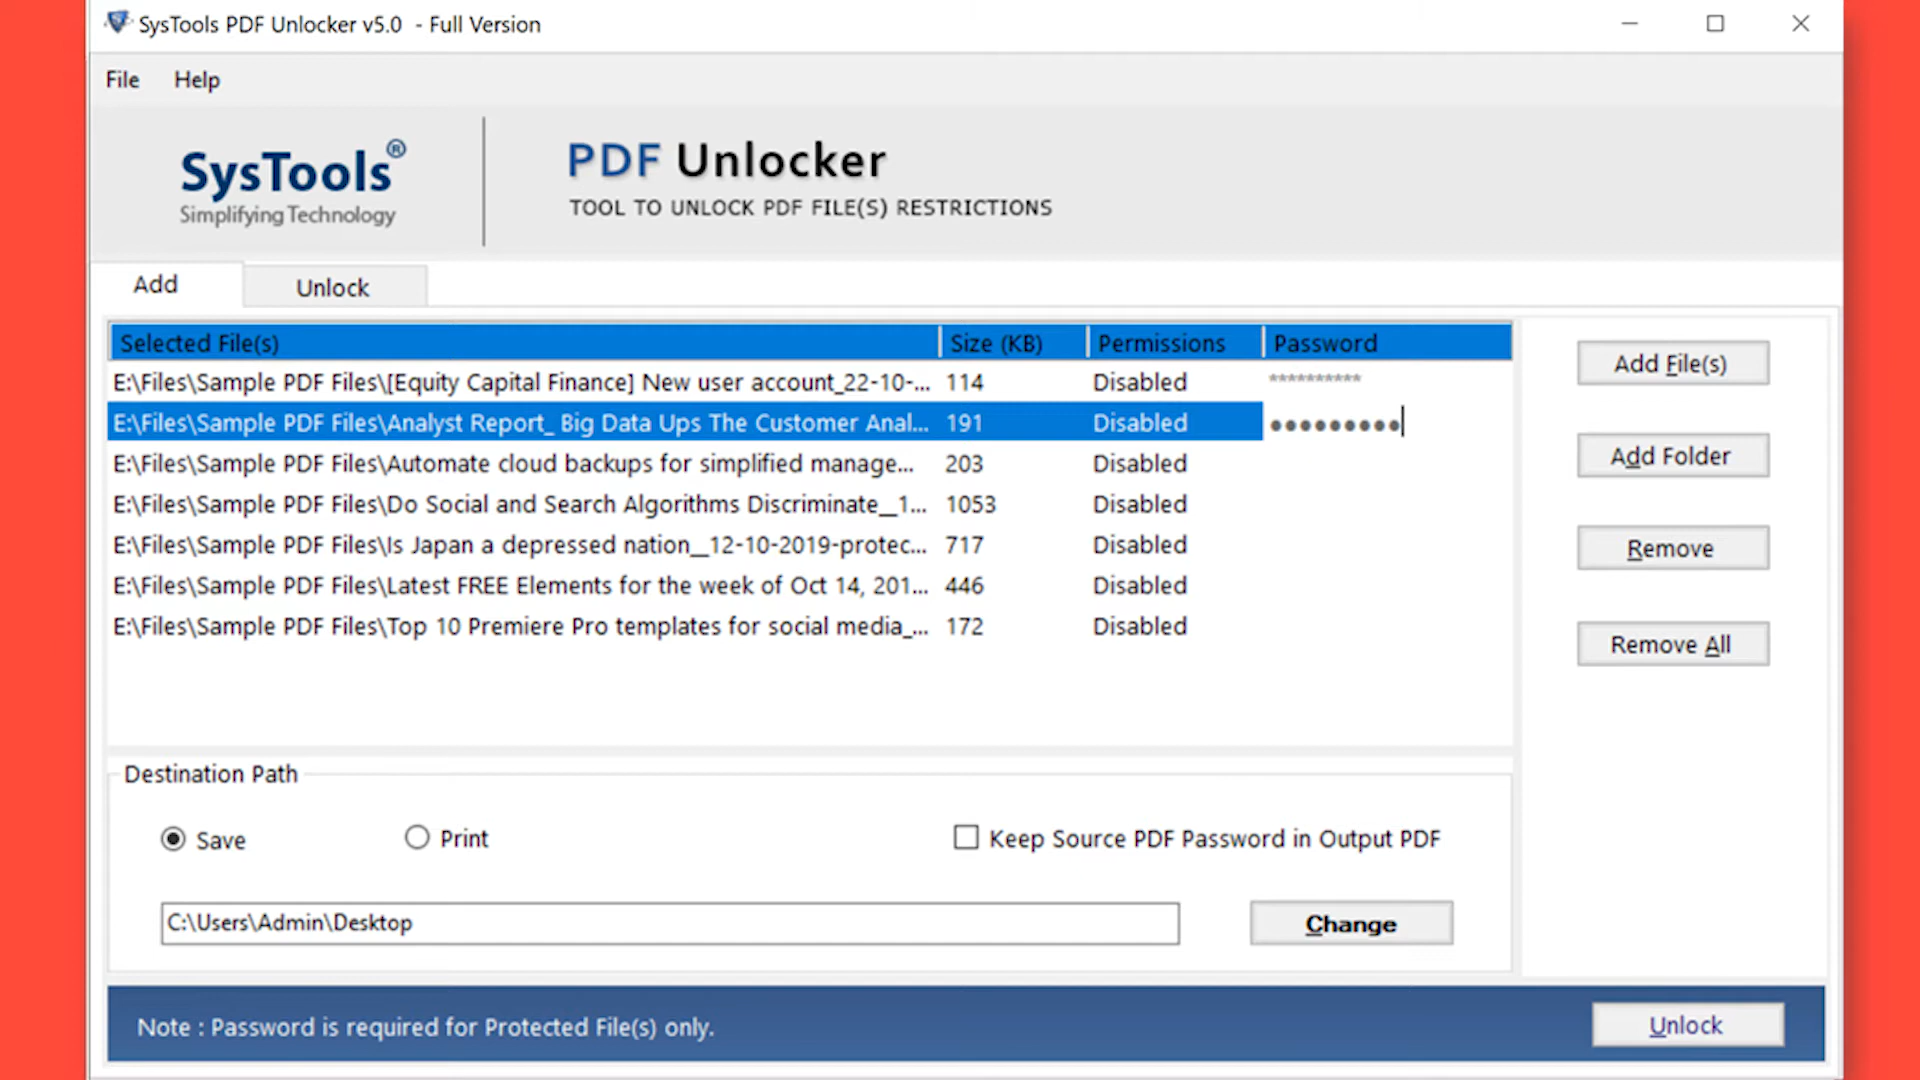 SysTools PDF Unlocker v5.0 - Full Version
File Help
SysTools®
Simplifying Technology
PDF Unlocker
TOOL TO UNLOCK PDF FILE(S) RESTRICTIONS
Add Unlock
Selected File(s) Size (KB) Permissions Password
E:\Files\Sample PDF Files\[Equity Capital Finance] New user account_22-10-... 114 Disabled **********
E:\Files\Sample PDF Files\Analyst Report_ Big Data Ups The Customer Anal... 191 Disabled ●●●●●●●●●
E:\Files\Sample PDF Files\Automate cloud backups for simplified manage... 203 Disabled
E:\Files\Sample PDF Files\Do Social and Search Algorithms Discriminate__1... 1053 Disabled
E:\Files\Sample PDF Files\Is Japan a depressed nation__12-10-2019-protec... 717 Disabled
E:\Files\Sample PDF Files\Latest FREE Elements for the week of Oct 14, 201... 446 Disabled
E:\Files\Sample PDF Files\Top 10 Premiere Pro templates for social media_... 172 Disabled
Add File(s)
Add Folder
Remove
Remove All
Destination Path
Save Print Keep Source PDF Password in Output PDF
C:\Users\Admin\Desktop Change
Note : Password is required for Protected File(s) only. Unlock